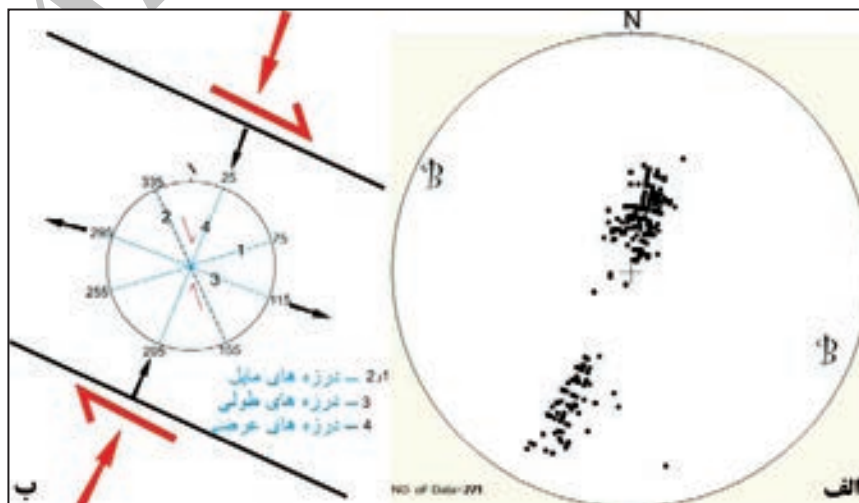 N
β
β
NO of Data=271
الف
25
335
2
4
1
75
295
3
255
115
205
155
2٫1 – درزه های مایل
3 – درزه های طولی
4 – درزه های عرضی
ب